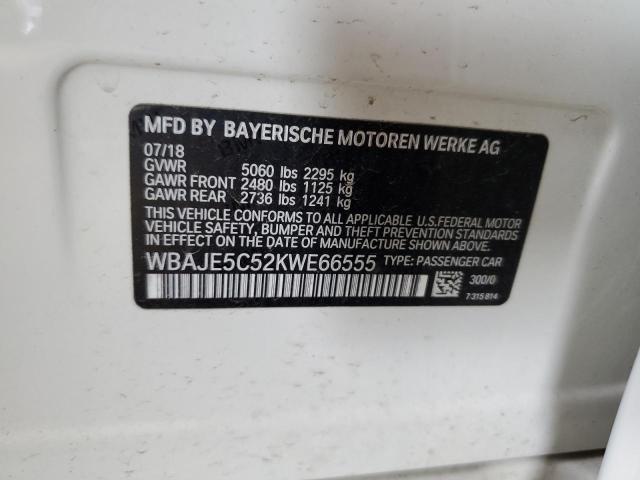 MFD BY BAYERISCHE MOTOREN WERKE AG
07/18
GVWR 5060 lbs 2295 kg
GAWR FRONT 2480 lbs 1125 kg
GAWR REAR 2736 lbs 1241 kg
THIS VEHICLE CONFORMS TO ALL APPLICABLE U.S.FEDERAL MOTOR
VEHICLE SAFETY, BUMPER AND THEFT PREVENTION STANDARDS
IN EFFECT ON THE DATE OF MANUFACTURE SHOWN ABOVE.
WBAJE5C52KWE66555 TYPE: PASSENGER CAR
300/0
7 315 814